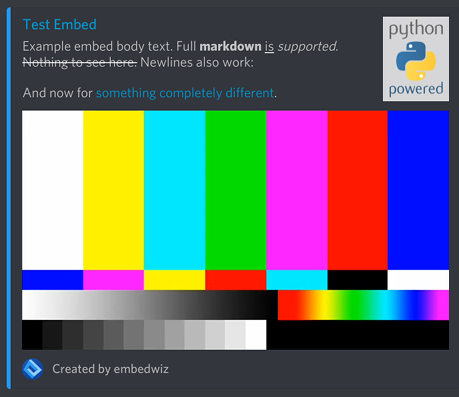 Test Embed
Example embed body text. Full markdown is supported.
Nothing to see here. Newlines also work:
And now for something completely different.
python
powered
Created by embedwiz